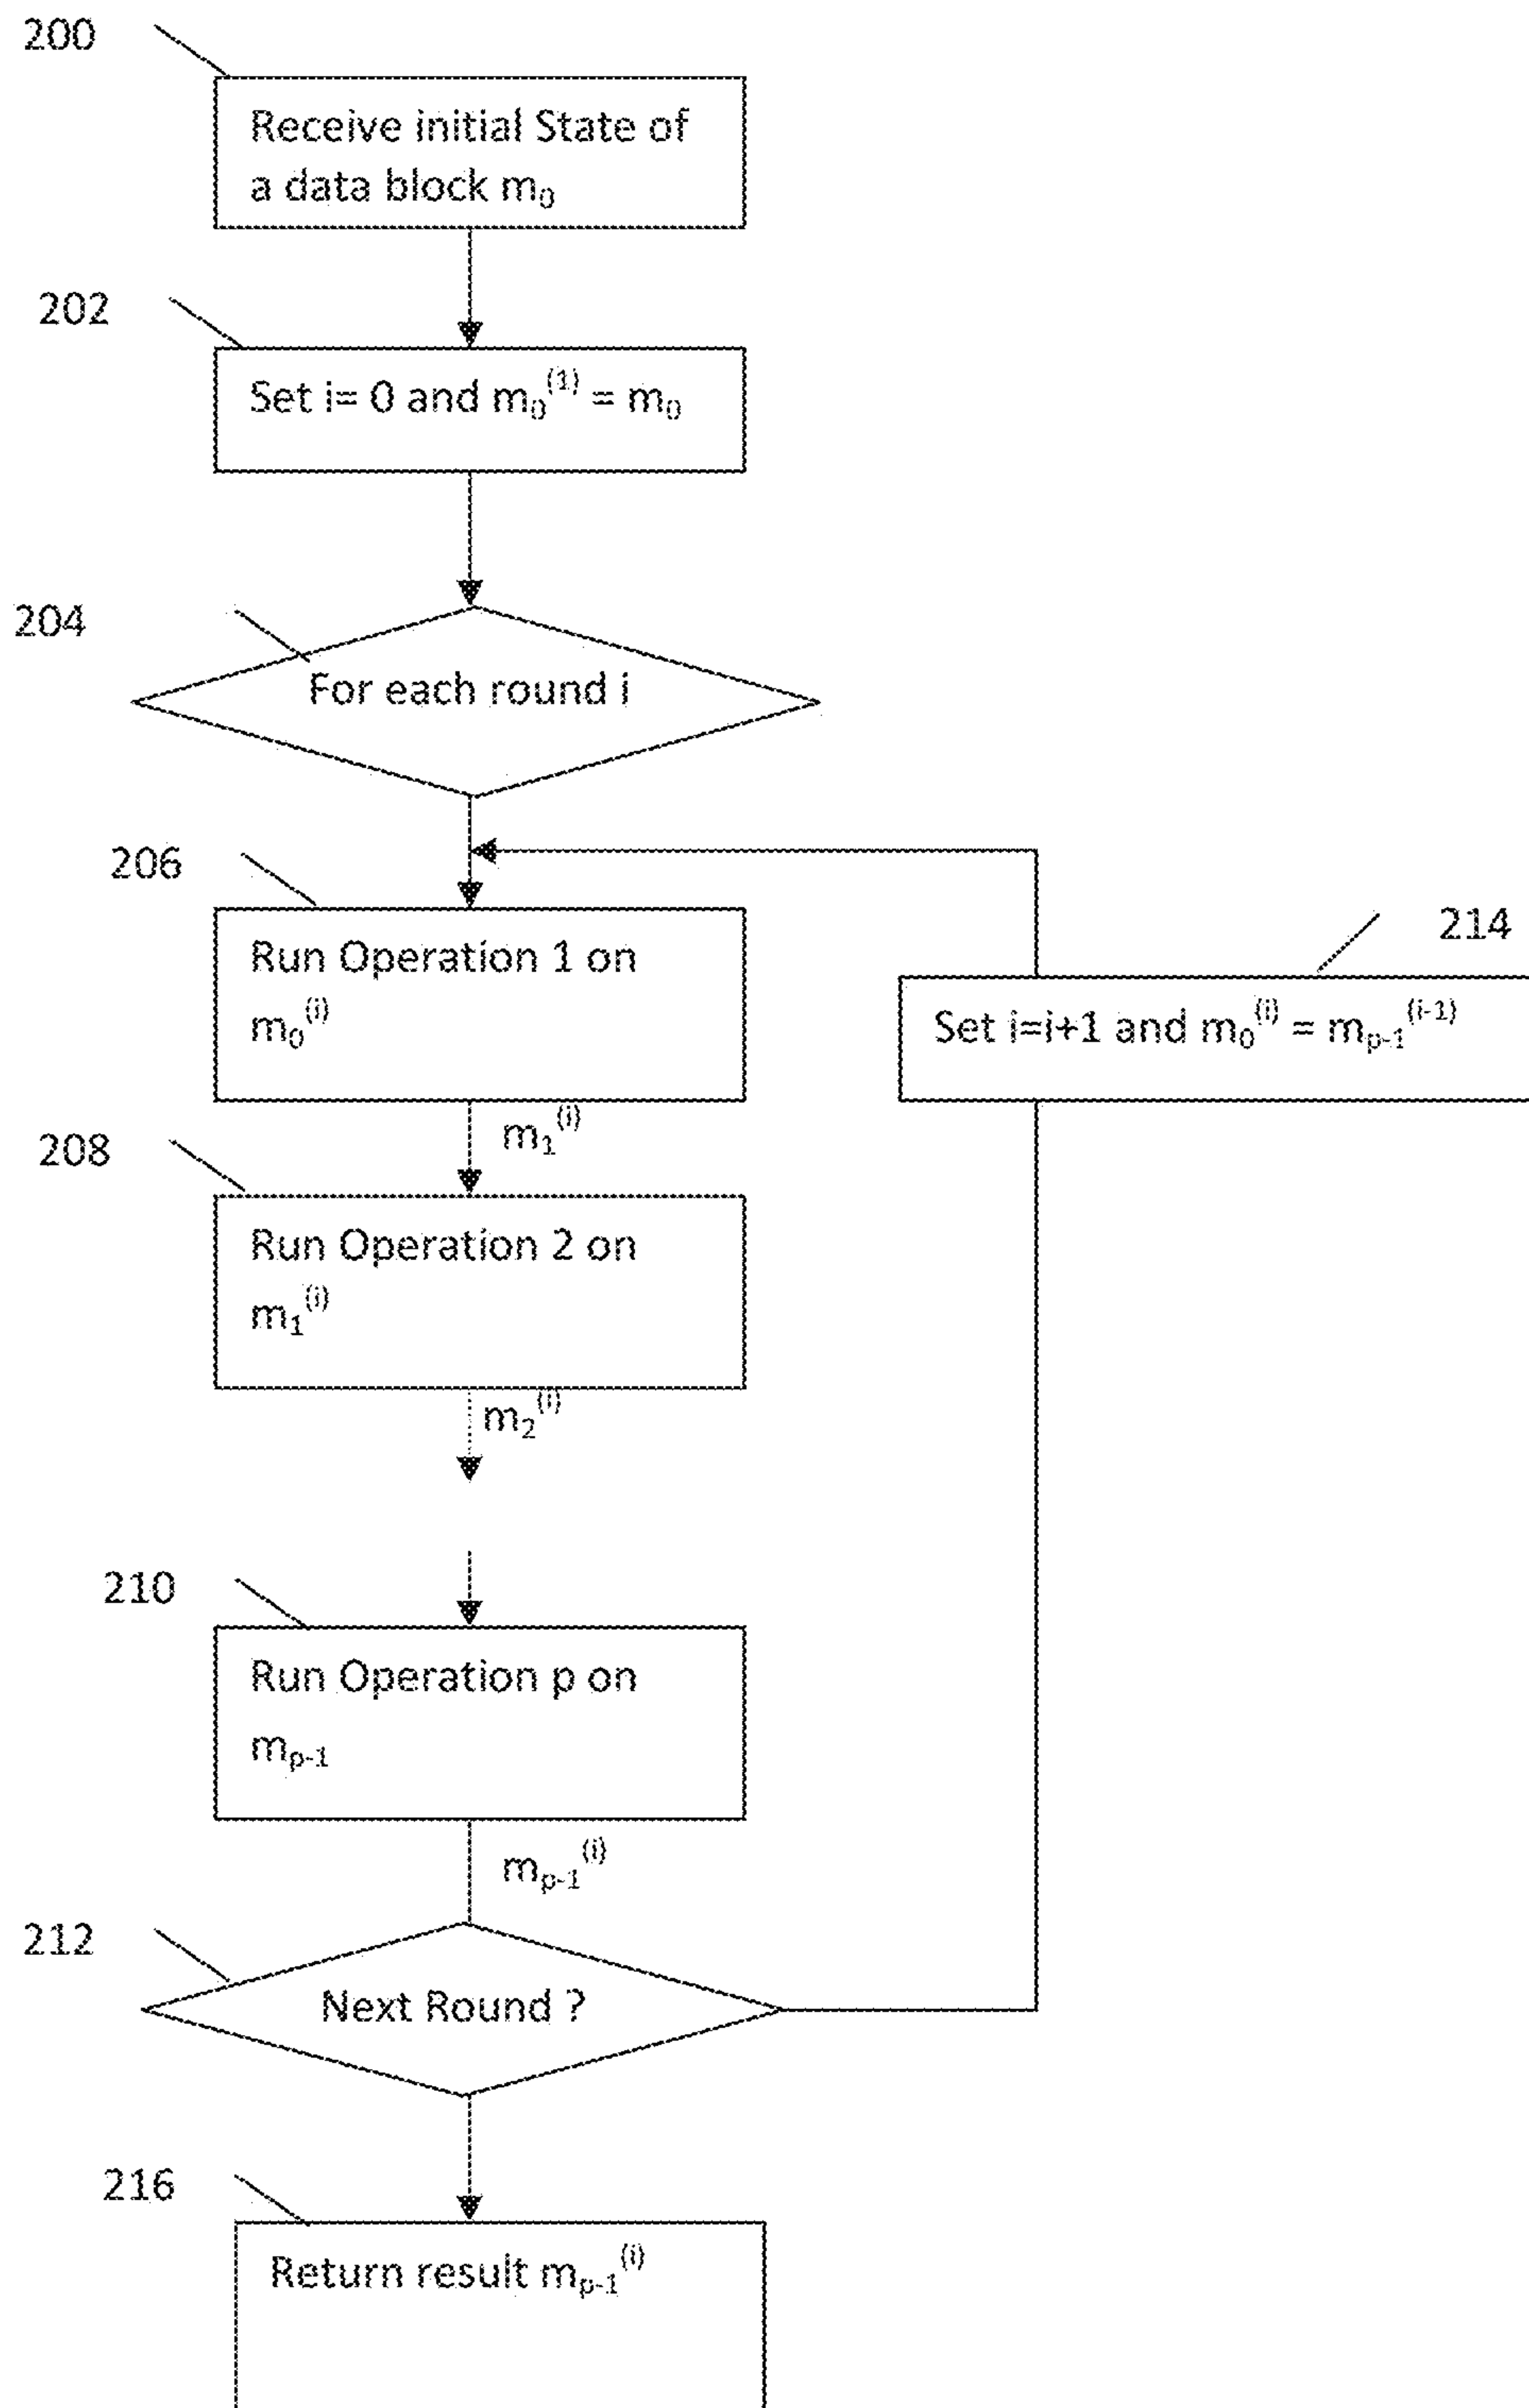 200
Receive initial State of
a data block m₀
202
Set i= 0 and m₀⁽¹⁾ = m₀
204
For each round i
206
Run Operation 1 on
m₀⁽ⁱ⁾
214
Set i=i+1 and m₀⁽ⁱ⁾ = mₚ₋₁⁽ⁱ⁻¹⁾
m₁⁽ⁱ⁾
208
Run Operation 2 on
m₁⁽ⁱ⁾
m₂⁽ⁱ⁾
210
Run Operation p on
mₚ₋₁
mₚ₋₁⁽ⁱ⁾
212
Next Round ?
216
Return result mₚ₋₁⁽ⁱ⁾